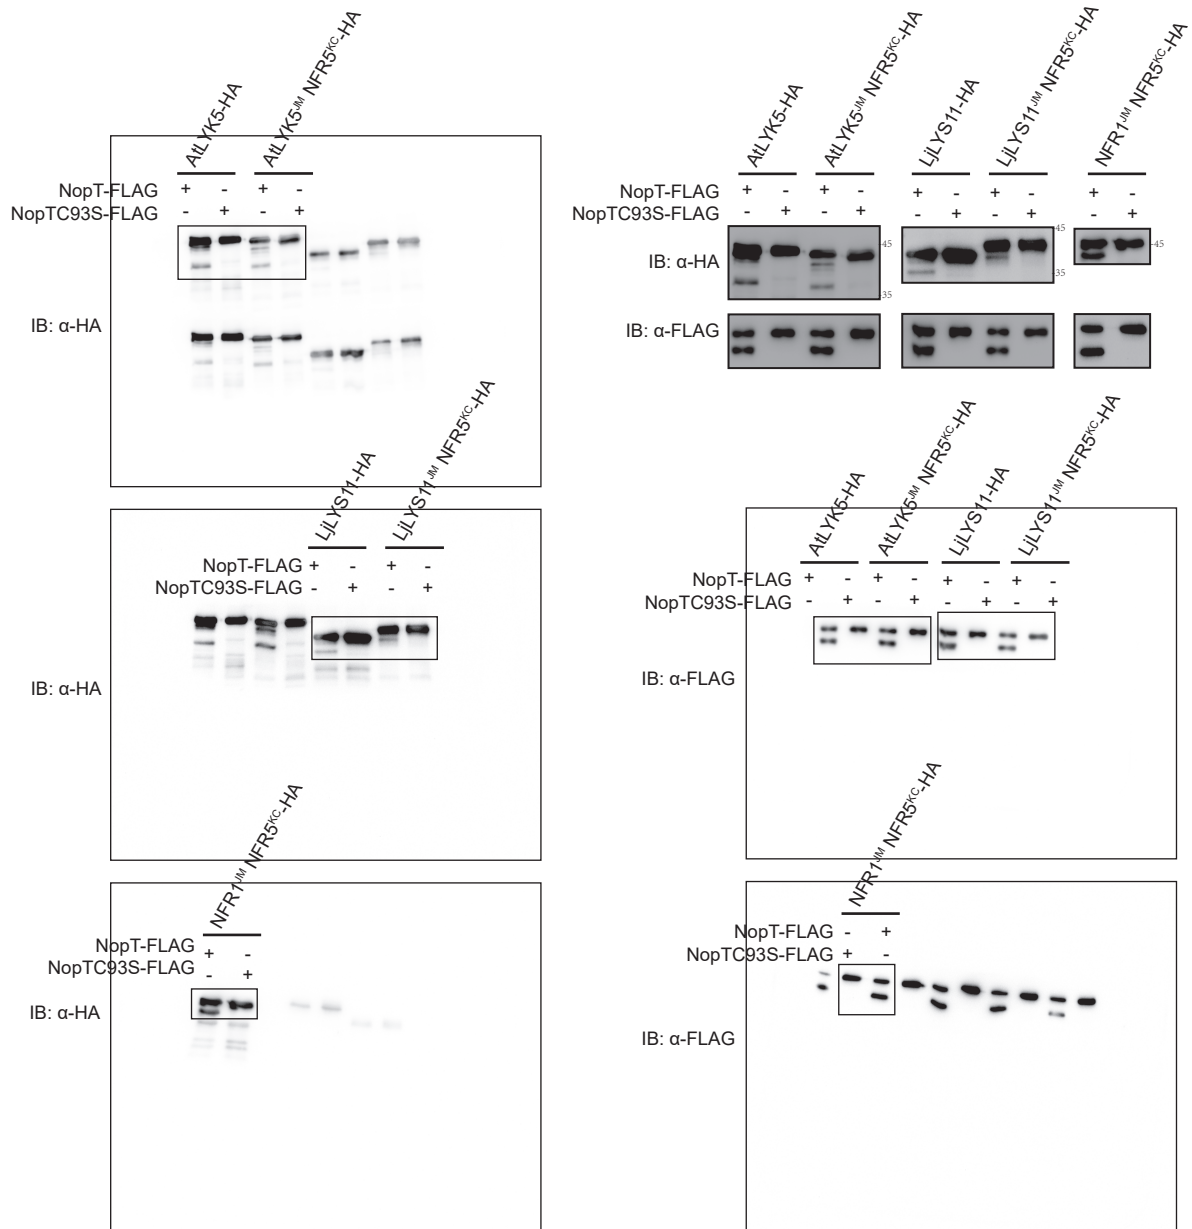 AtLYK5-HA
AtLYK5JM NFR5KC-HA
NopT-FLAG + - + -
NopTC93S-FLAG - + - +
IB: α-HA
AtLYK5-HA
AtLYK5JM NFR5KC-HA
LjLYS11-HA
LjLYS11JM NFR5KC-HA
NFR1JM NFR5KC-HA
NopT-FLAG + - + - + - + - + -
NopTC93S-FLAG - + - + - + - + - +
IB: α-HA
45
35
45
35
45
IB: α-FLAG
LjLYS11-HA
LjLYS11JM NFR5KC-HA
NopT-FLAG + - + -
NopTC93S-FLAG - + - +
IB: α-HA
AtLYK5-HA
AtLYK5JM NFR5KC-HA
LjLYS11-HA
LjLYS11JM NFR5KC-HA
NopT-FLAG + - + - + - + -
NopTC93S-FLAG - + - + - + - +
IB: α-FLAG
NFR1JM NFR5KC-HA
NopT-FLAG + -
NopTC93S-FLAG - +
IB: α-HA
NFR1JM NFR5KC-HA
NopT-FLAG - +
NopTC93S-FLAG + -
IB: α-FLAG